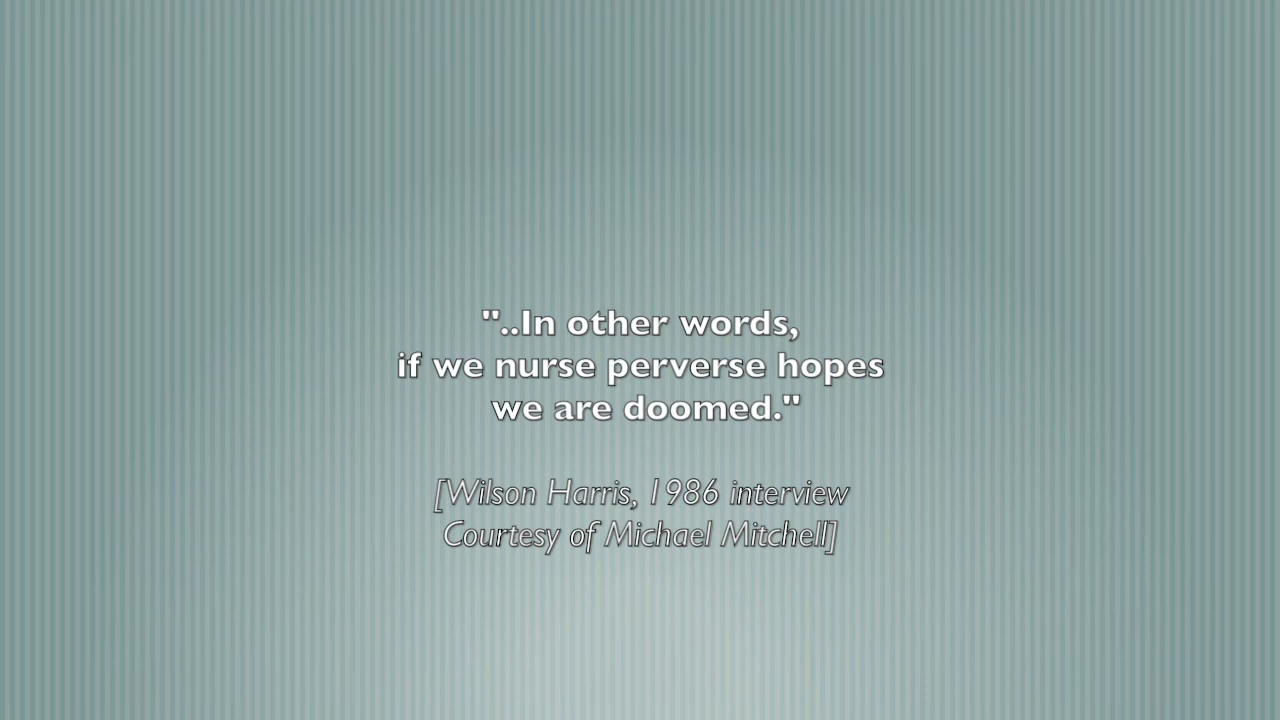 "..In other words,
if we nurse perverse hopes
we are doomed."
[Wilson Harris, 1986 interview
Courtesy of Michael Mitchell]